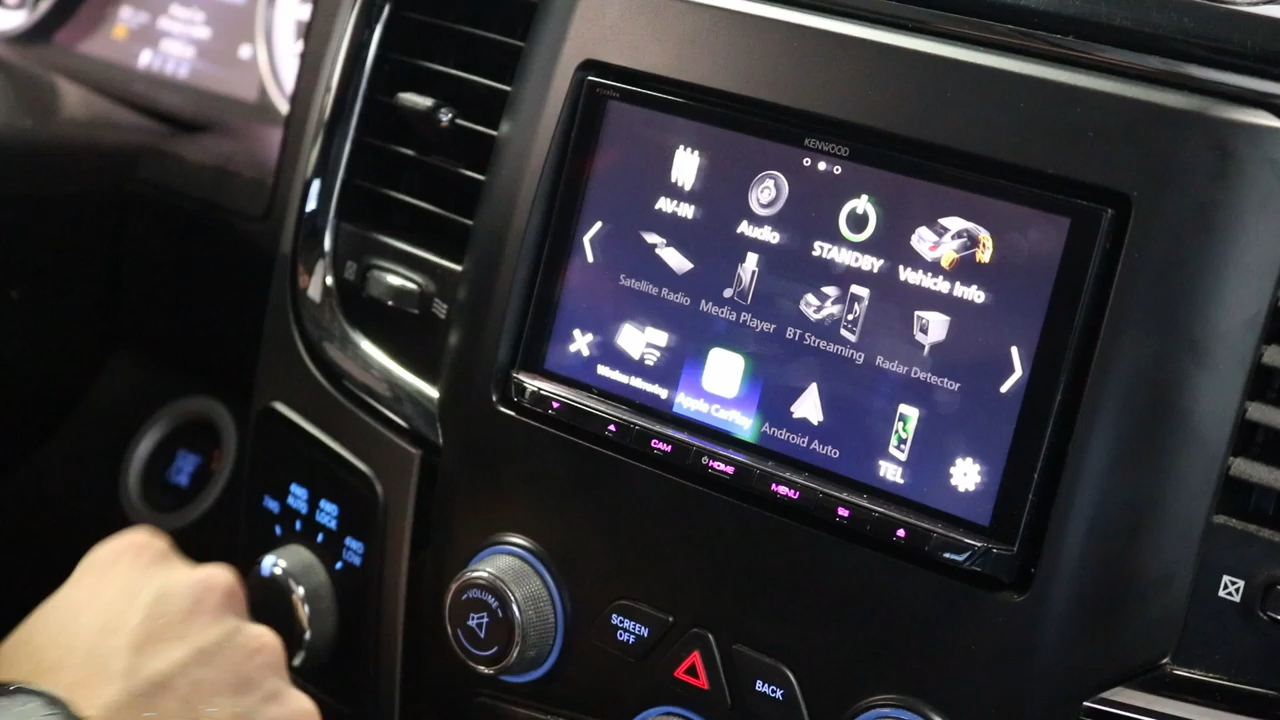 KENWOOD
AV-IN
Audio
STANDBY
Vehicle Info
Satellite Radio
Media Player
BT Streaming
Radar Detector
Wireless Mirroring
Apple CarPlay
Android Auto
TEL
CAM
HOME
MENU
4WD
AUTO
4WD
LOCK
4WD
LOW
VOLUME
SCREEN
OFF
BACK